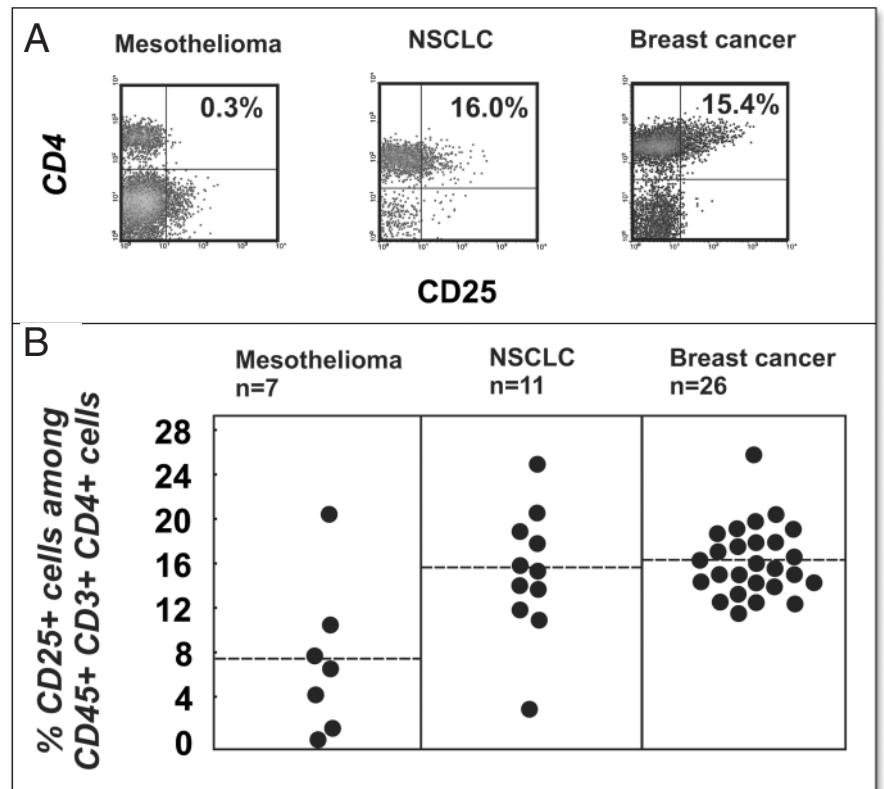 A
Mesothelioma
NSCLC
Breast cancer
0.3%
16.0%
15.4%
CD4
CD25
B
Mesothelioma
n=7
NSCLC
n=11
Breast cancer
n=26
% CD25+ cells among
CD45+ CD3+ CD4+ cells
28
24
20
16
12
8
4
0